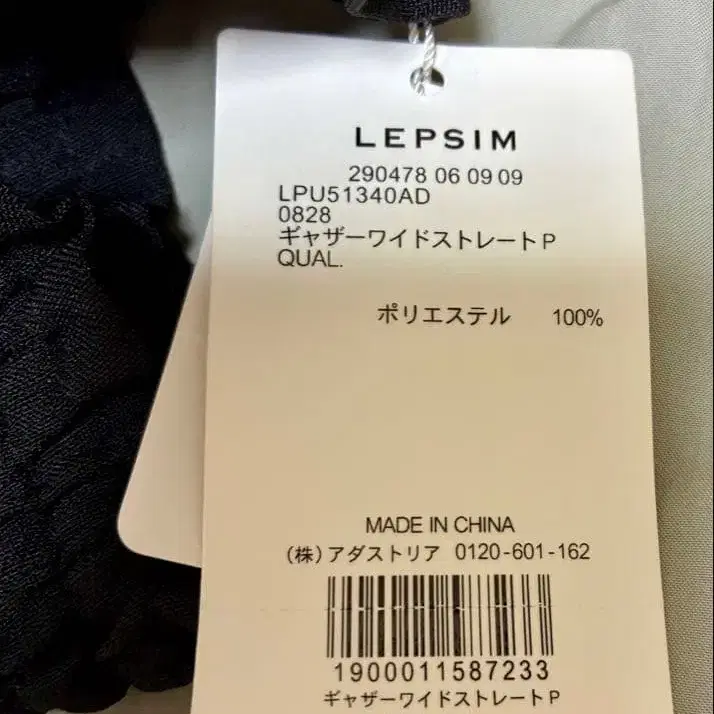 LEPSIM
290478 06 09 09
LPU51340AD
0828
ギャザーワイドストレートP
QUAL.
ポリエステル 100%
MADE IN CHINA
(株)アダストリア 0120-601-162
1900011587233
ギャザーワイドストレートP